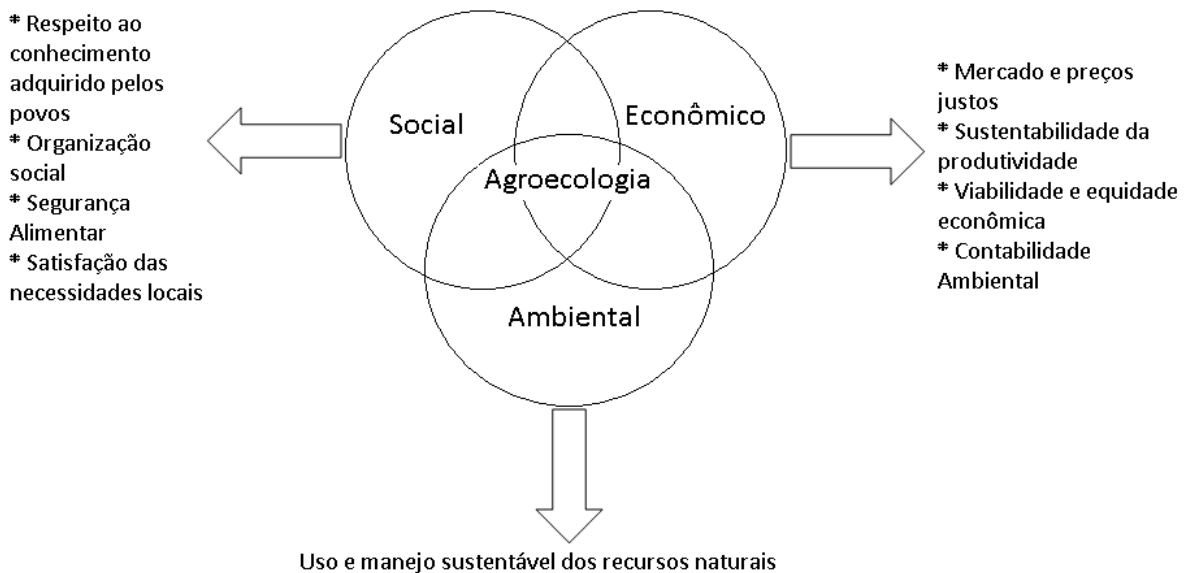 * Respeito ao
conhecimento
adquirido pelos
povos
* Organização
social
* Segurança
Alimentar
* Satisfação das
necessidades locais
Social
Econômico
Agroecologia
Ambiental
* Mercado e preços
justos
* Sustentabilidade da
produtividade
* Viabilidade e equidade
econômica
* Contabilidade
Ambiental
Uso e manejo sustentável dos recursos naturais